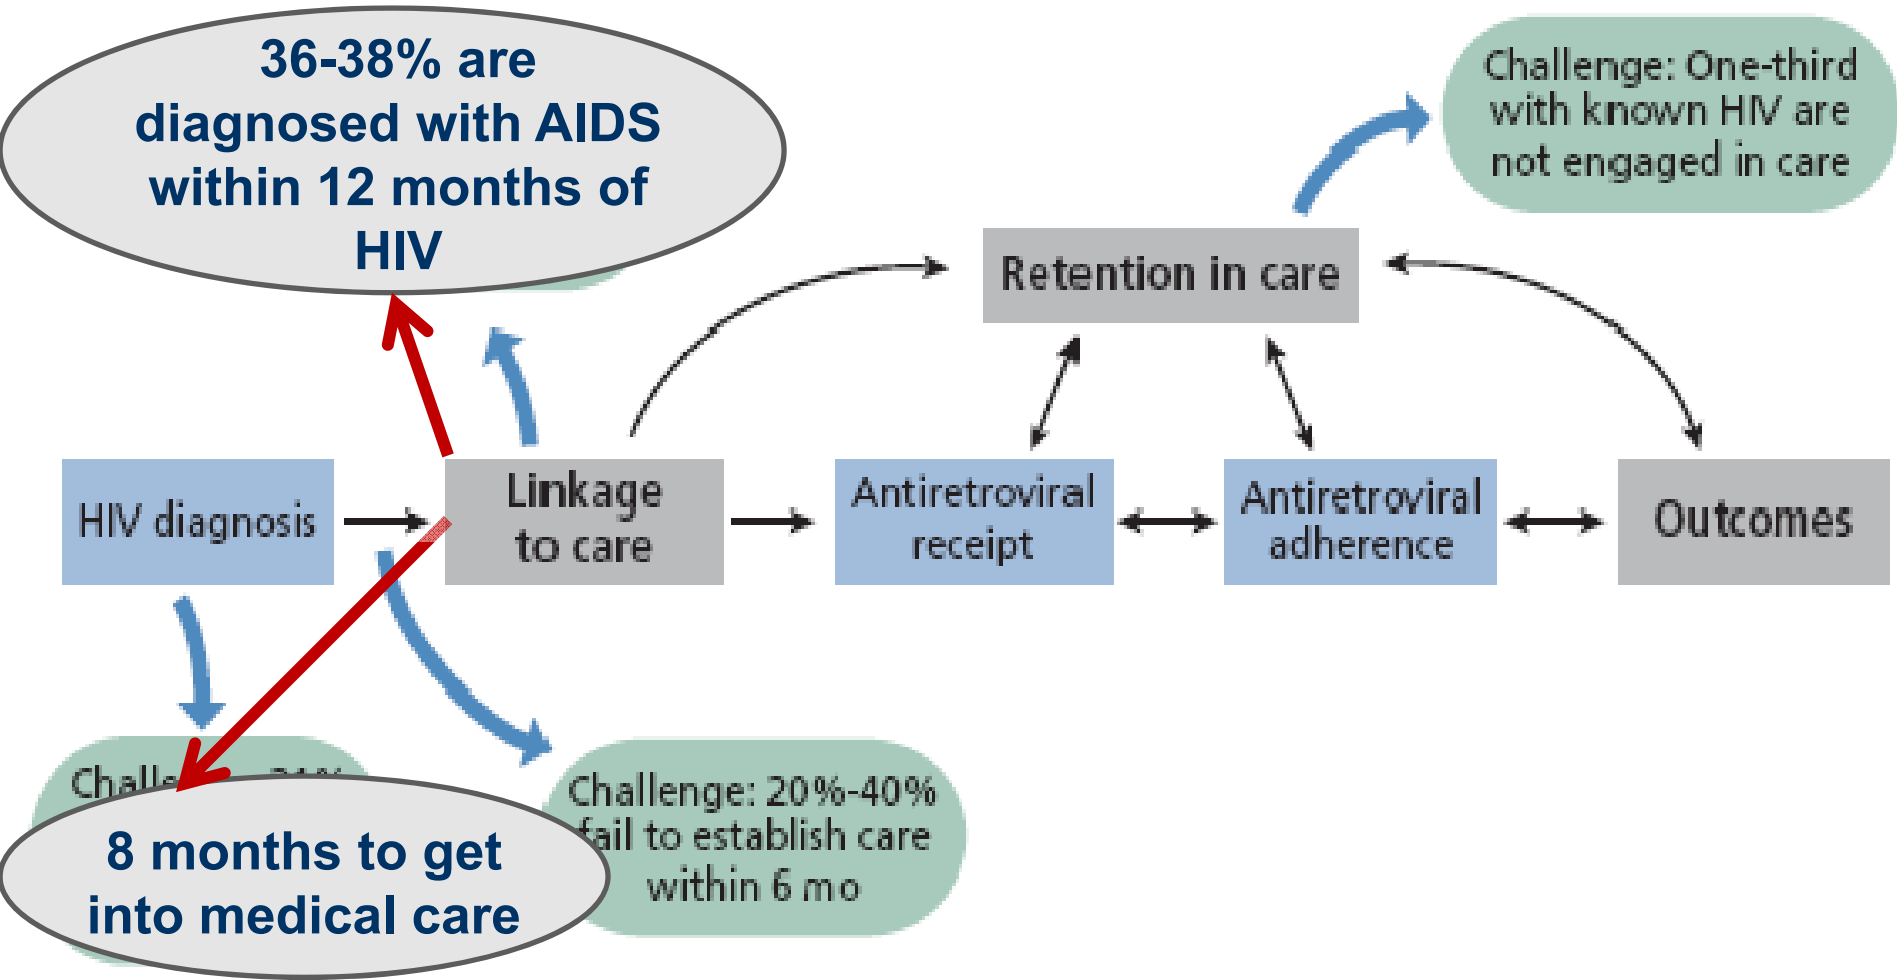 36-38% are
diagnosed with AIDS
within 12 months of
HIV
Challenge: One-third
with known HIV are
not engaged in care
Retention in care
HIV diagnosis
Linkage
to care
Antiretroviral
receipt
Antiretroviral
adherence
Outcomes
8 months to get
into medical care
Challenge: 20%-40%
fail to establish care
within 6 mo